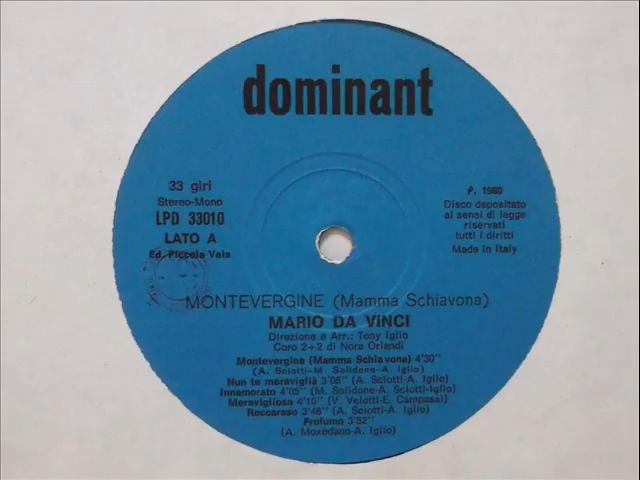 dominant
33 giri
Stereo-Mono
LPD 33010
LATO A
Ed. Piccola Vela
P. 1980
Disco depositato
ai sensi di legge
riservati
tutti i diritti
Made in Italy
MONTEVERGINE (Mamma Schiavona)
MARIO DA VINCI
Direzione e Arr.: Tony Iglio
Coro 2+2 di Nora Orlandi
Montevergine (Mamma Schiavona) 4'30"
(A. Sciotti-M. Solidone-A. Iglio)
Nun te meraviglià 3'06" (A. Sciotti-A. Iglio)
Innamorato 4'05" (M. Solidone-A. Sciotti-Iglio)
Meravigliosa 4'10" (V. Velotti-E. Campassi)
Roccaraso 3'46" (A. Sciotti-A. Iglio)
Profumo 3'52"
(A. Moxedano-A. Iglio)